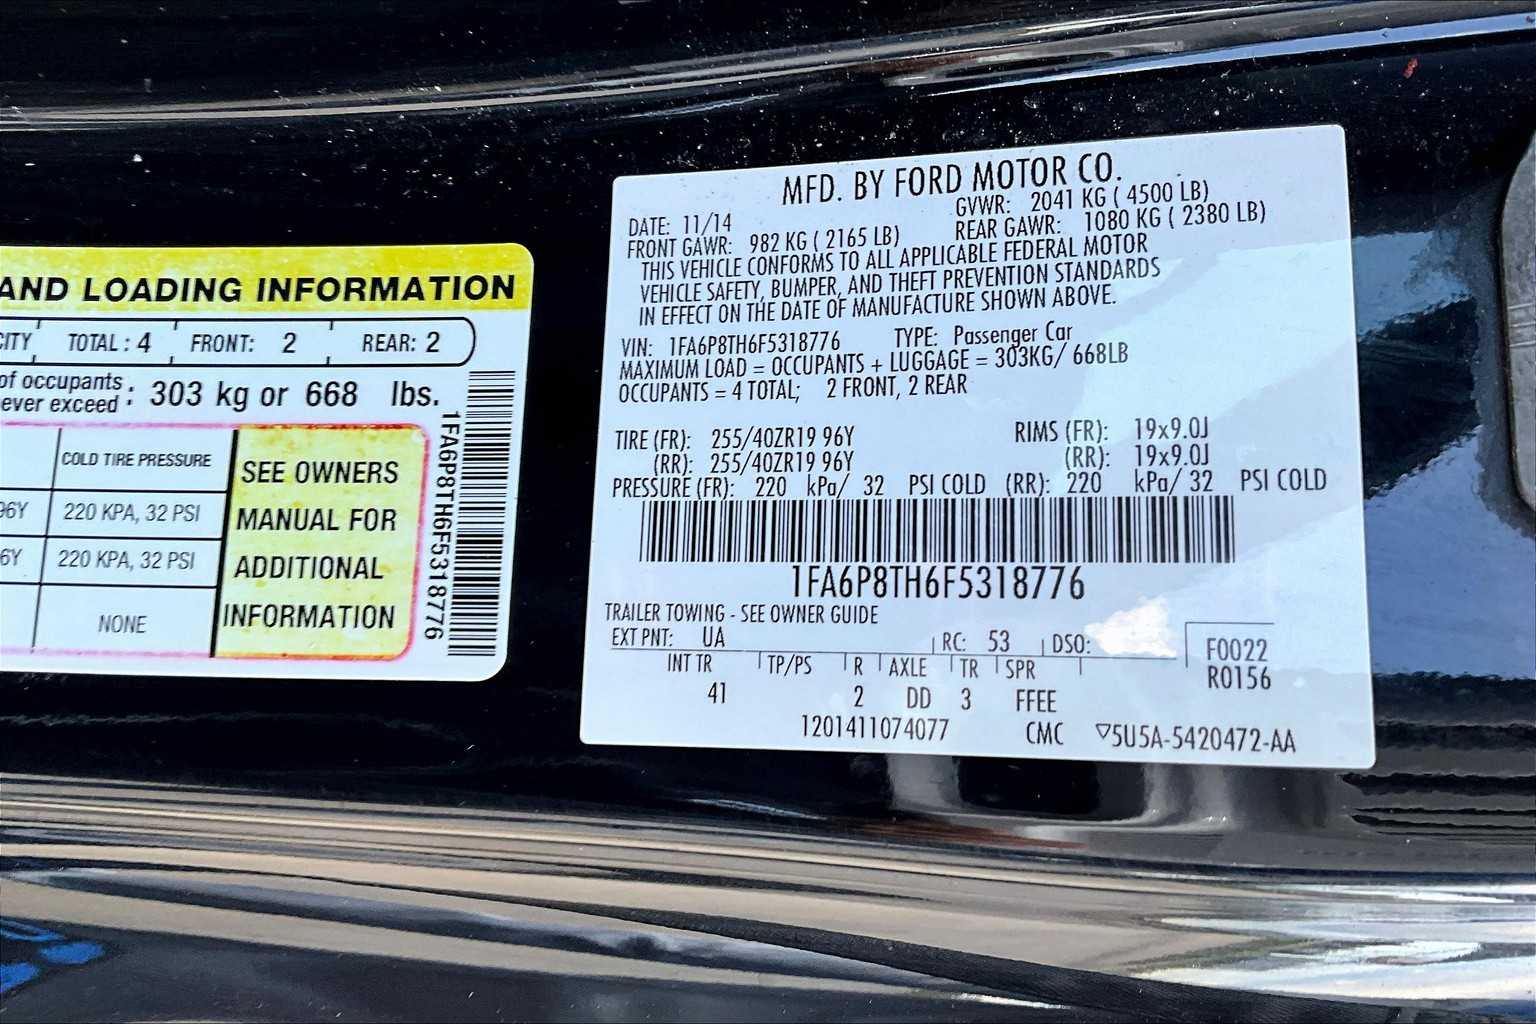 AND LOADING INFORMATION
TOTAL : 4 FRONT: 2 REAR: 2
of occupants : 303 kg or 668 lbs.
ever exceed
COLD TIRE PRESSURE
96Y 220 KPA, 32 PSI
6Y 220 KPA, 32 PSI
NONE
SEE OWNERS
MANUAL FOR
ADDITIONAL
INFORMATION
1FA6P8TH6F5318776
MFD. BY FORD MOTOR CO.
DATE: 11/14 GVWR: 2041 KG ( 4500 LB)
FRONT GAWR: 982 KG ( 2165 LB) REAR GAWR: 1080 KG ( 2380 LB)
THIS VEHICLE CONFORMS TO ALL APPLICABLE FEDERAL MOTOR
VEHICLE SAFETY, BUMPER, AND THEFT PREVENTION STANDARDS
IN EFFECT ON THE DATE OF MANUFACTURE SHOWN ABOVE.
VIN: 1FA6P8TH6F5318776 TYPE: Passenger Car
MAXIMUM LOAD = OCCUPANTS + LUGGAGE = 303KG/ 668LB
OCCUPANTS = 4 TOTAL; 2 FRONT, 2 REAR
TIRE (FR): 255/40ZR19 96Y RIMS (FR): 19x9.0J
(RR): 255/40ZR19 96Y (RR): 19x9.0J
PRESSURE (FR): 220 kPa/ 32 PSI COLD (RR): 220 kPa/ 32 PSI COLD
1FA6P8TH6F5318776
TRAILER TOWING - SEE OWNER GUIDE
EXT PNT: UA RC: 53 DSO:
F0022
R0156
INT TR TP/PS R AXLE TR SPR
41 2 DD 3 FFEE
1201411074077 CMC ▽5U5A-5420472-AA